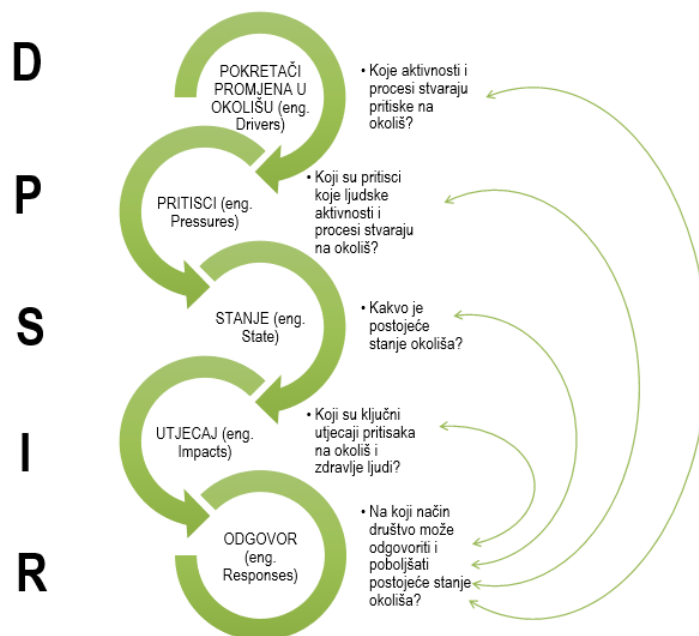 D
POKRETAČI
PROMJENA U
OKOLIŠU (eng.
Drivers)
• Koje aktivnosti i
procesi stvaraju
pritiske na
okoliš?
P
PRITISCI (eng.
Pressures)
• Koji su pritisci
koje ljudske
aktivnosti i
procesi stvaraju
na okoliš?
S
STANJE (eng.
State)
• Kakvo je
postojeće
stanje okoliša?
I
UTJECAJ (eng.
Impacts)
• Koji su ključni
utjecaji pritisaka
na okoliš i
zdravlje ljudi?
R
ODGOVOR
(eng.
Responses)
• Na koji način
društvo može
odgovoriti i
poboljšati
postojeće stanje
okoliša?